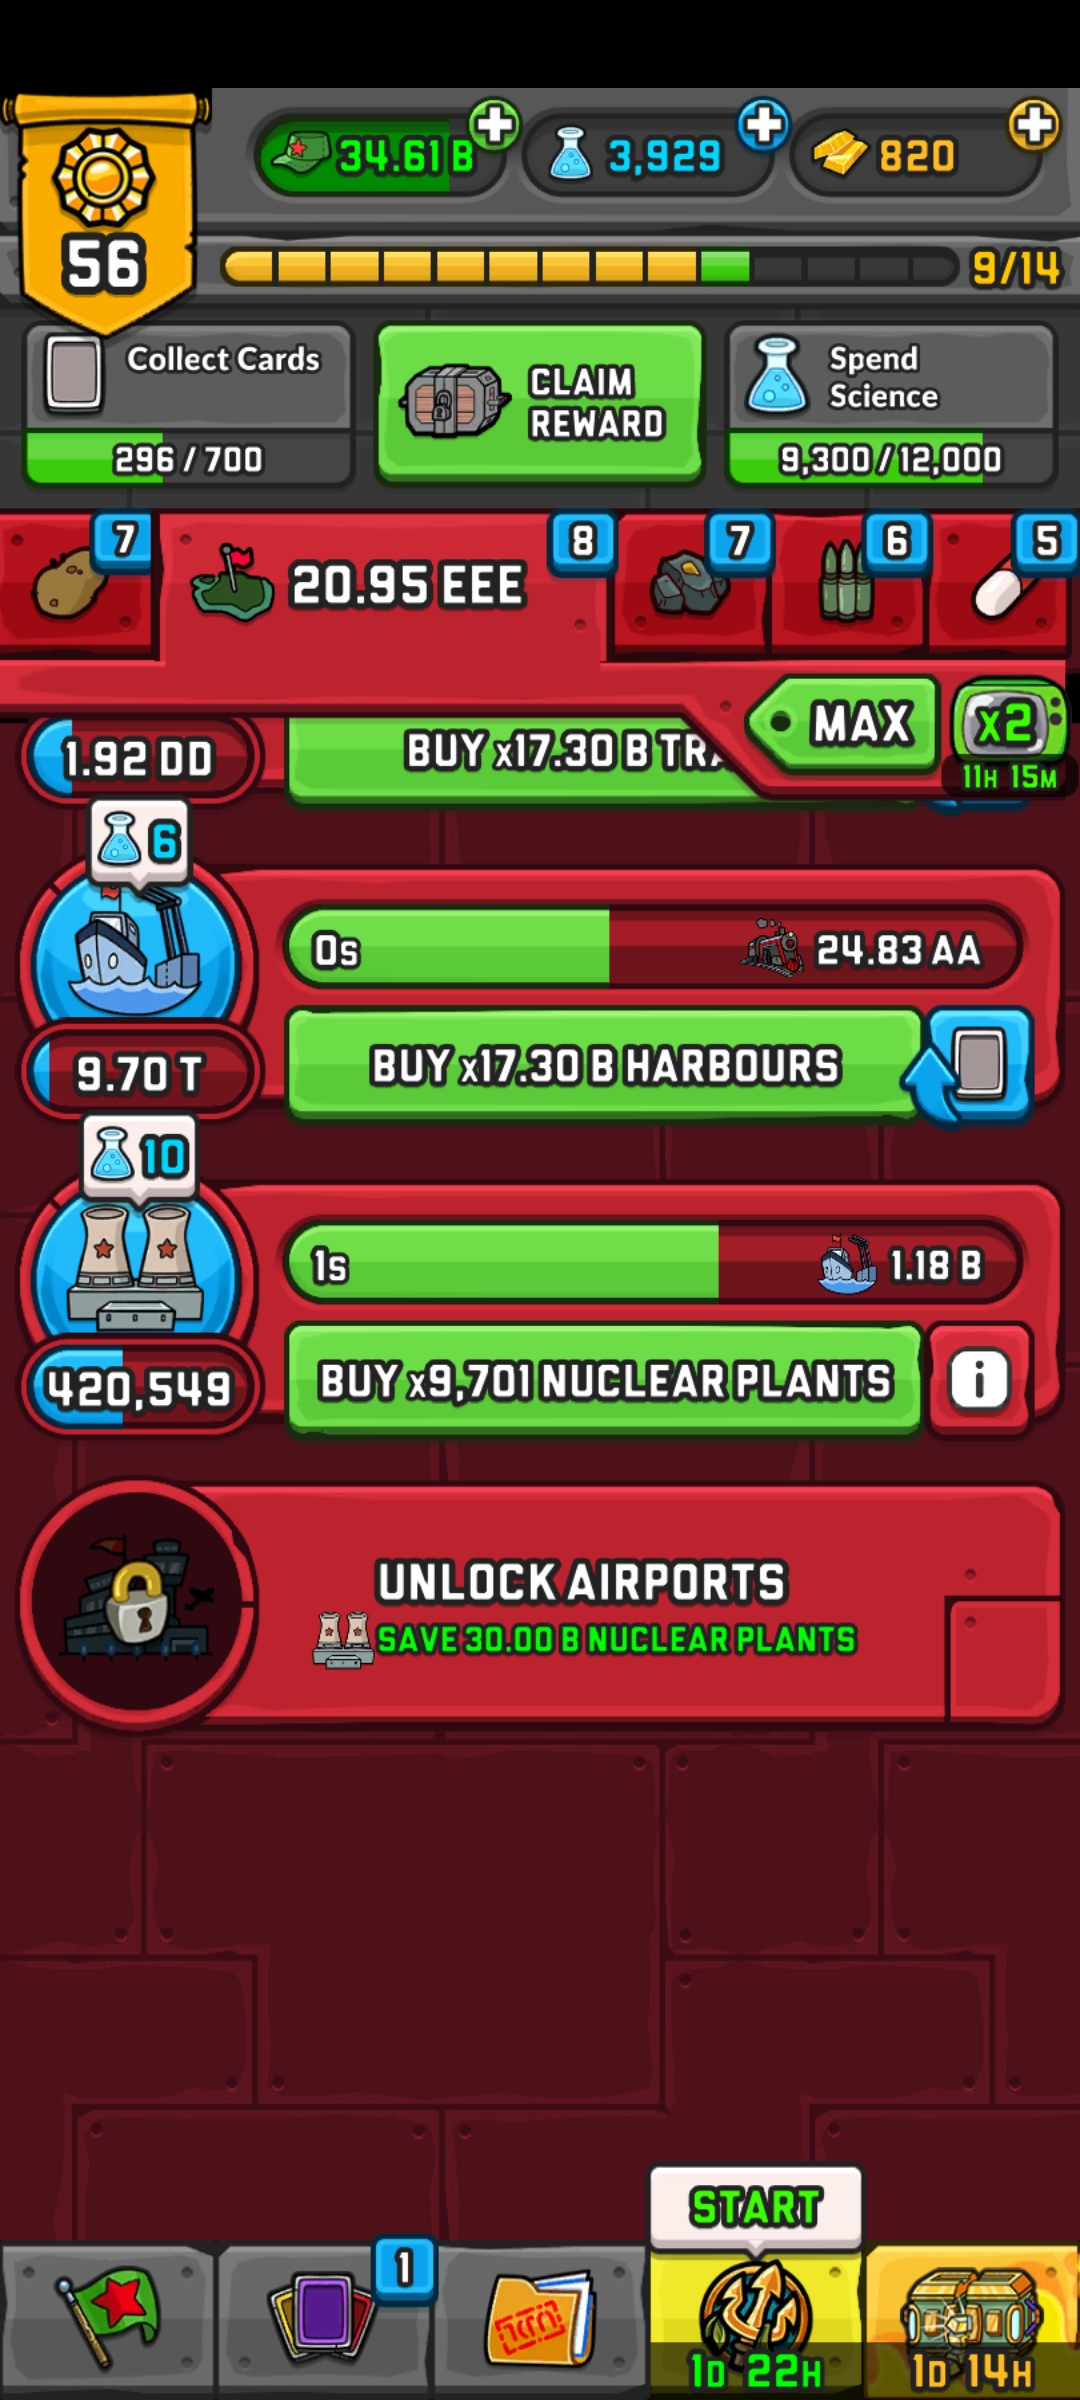 34.61 B
3,929
820
56
9/14
Collect Cards
296 / 700
CLAIM
REWARD
Spend
Science
9,300 / 12,000
7
20.95 EEE
8
7
6
5
MAX
x2
11H 15M
1.92 DD
BUY x17.30 B TR
6
0s
24.83 AA
9.70 T
BUY x17.30 B HARBOURS
10
1s
1.18 B
420,549
BUY x9,701 NUCLEAR PLANTS
i
UNLOCK AIRPORTS
SAVE 30.00 B NUCLEAR PLANTS
START
1
1D 22H
1D 14H